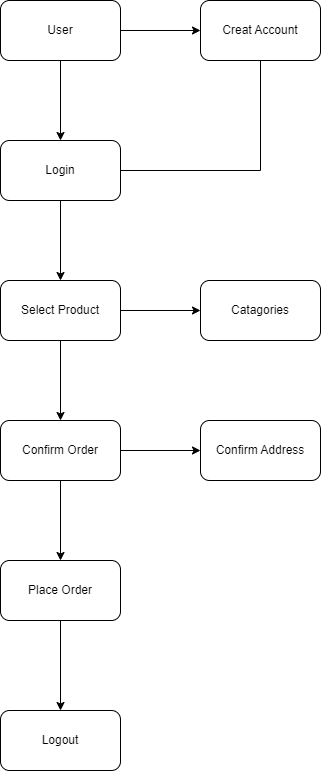 User
Creat Account
Login
Select Product
Catagories
Confirm Order
Confirm Address
Place Order
Logout